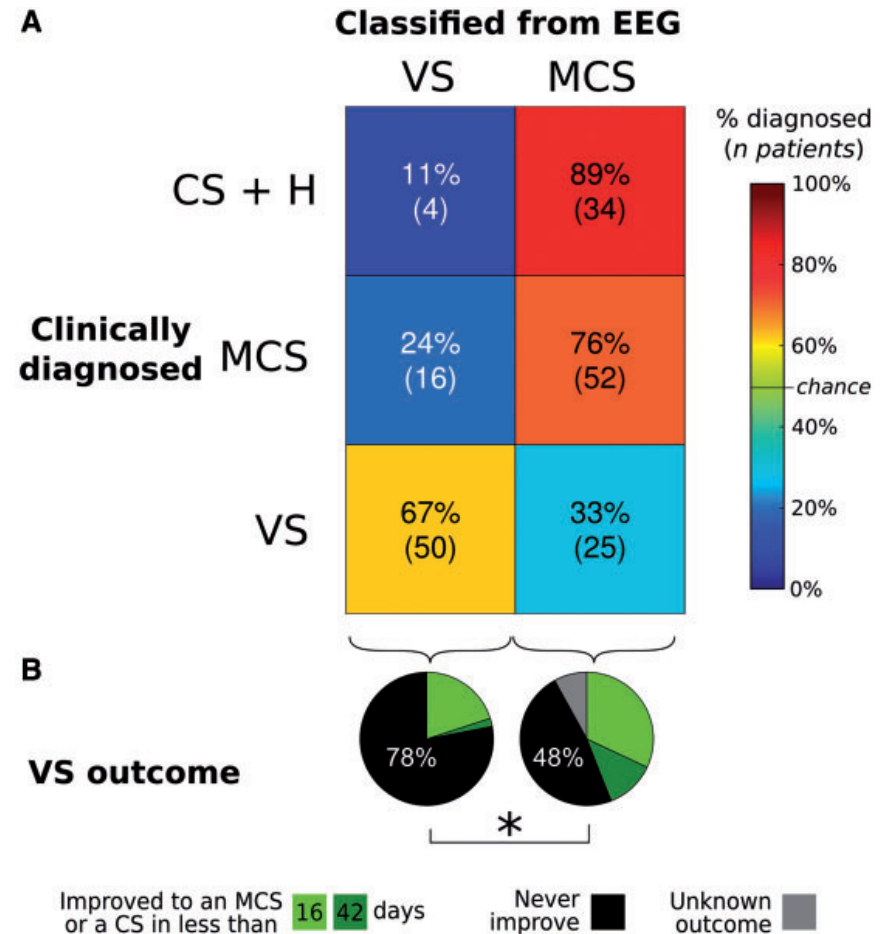 A
Classified from EEG
VS MCS
% diagnosed
(n patients)
CS + H
11%
(4)
89%
(34)
100%
80%
Clinically
diagnosed
MCS
24%
(16)
76%
(52)
60%
chance
40%
VS
67%
(50)
33%
(25)
20%
0%
B
VS outcome
78%
48%
*
Improved to an MCS
or a CS in less than
16 42 days
Never
improve
Unknown
outcome